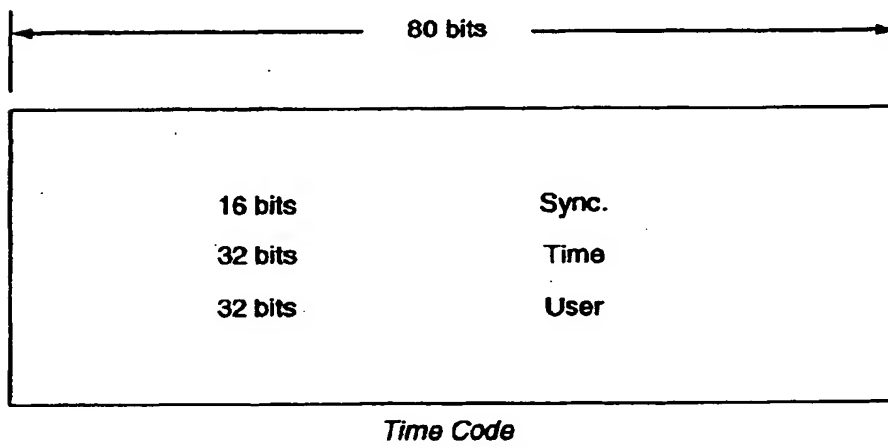 80 bits
16 bits Sync.
32 bits Time
32 bits User
Time Code